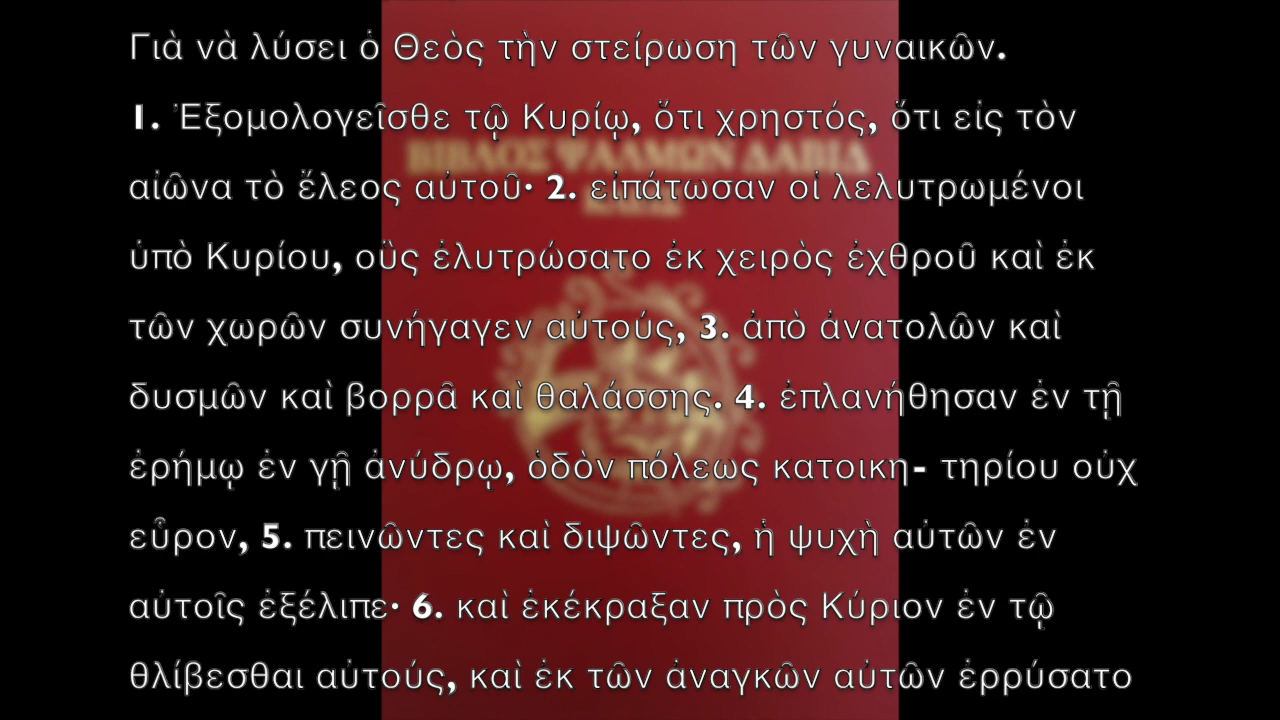 Γιὰ νὰ λύσει ὁ Θεὸς τὴν στείρωση τῶν γυναικῶν.
1. Ἐξομολογεῖσθε τῷ Κυρίῳ, ὅτι χρηστός, ὅτι εἰς τὸν
αἰῶνα τὸ ἔλεος αὐτοῦ· 2. εἰπάτωσαν οἱ λελυτρωμένοι
ὑπὸ Κυρίου, οὓς ἐλυτρώσατο ἐκ χειρὸς ἐχθροῦ καὶ ἐκ
τῶν χωρῶν συνήγαγεν αὐτούς, 3. ἀπὸ ἀνατολῶν καὶ
δυσμῶν καὶ βορρᾶ καὶ θαλάσσης. 4. ἐπλανήθησαν ἐν τῇ
ἐρήμῳ ἐν γῇ ἀνύδρῳ, ὁδὸν πόλεως κατοικη- τηρίου οὐχ
εὗρον, 5. πεινῶντες καὶ διψῶντες, ἡ ψυχὴ αὐτῶν ἐν
αὐτοῖς ἐξέλιπε· 6. καὶ ἐκέκραξαν πρὸς Κύριον ἐν τῷ
θλίβεσθαι αὐτούς, καὶ ἐκ τῶν ἀναγκῶν αὐτῶν ἐρρύσατο
ΒΙΒΛΟΣ ΨΑΛΜΩΝ ΔΑΒΙΔ